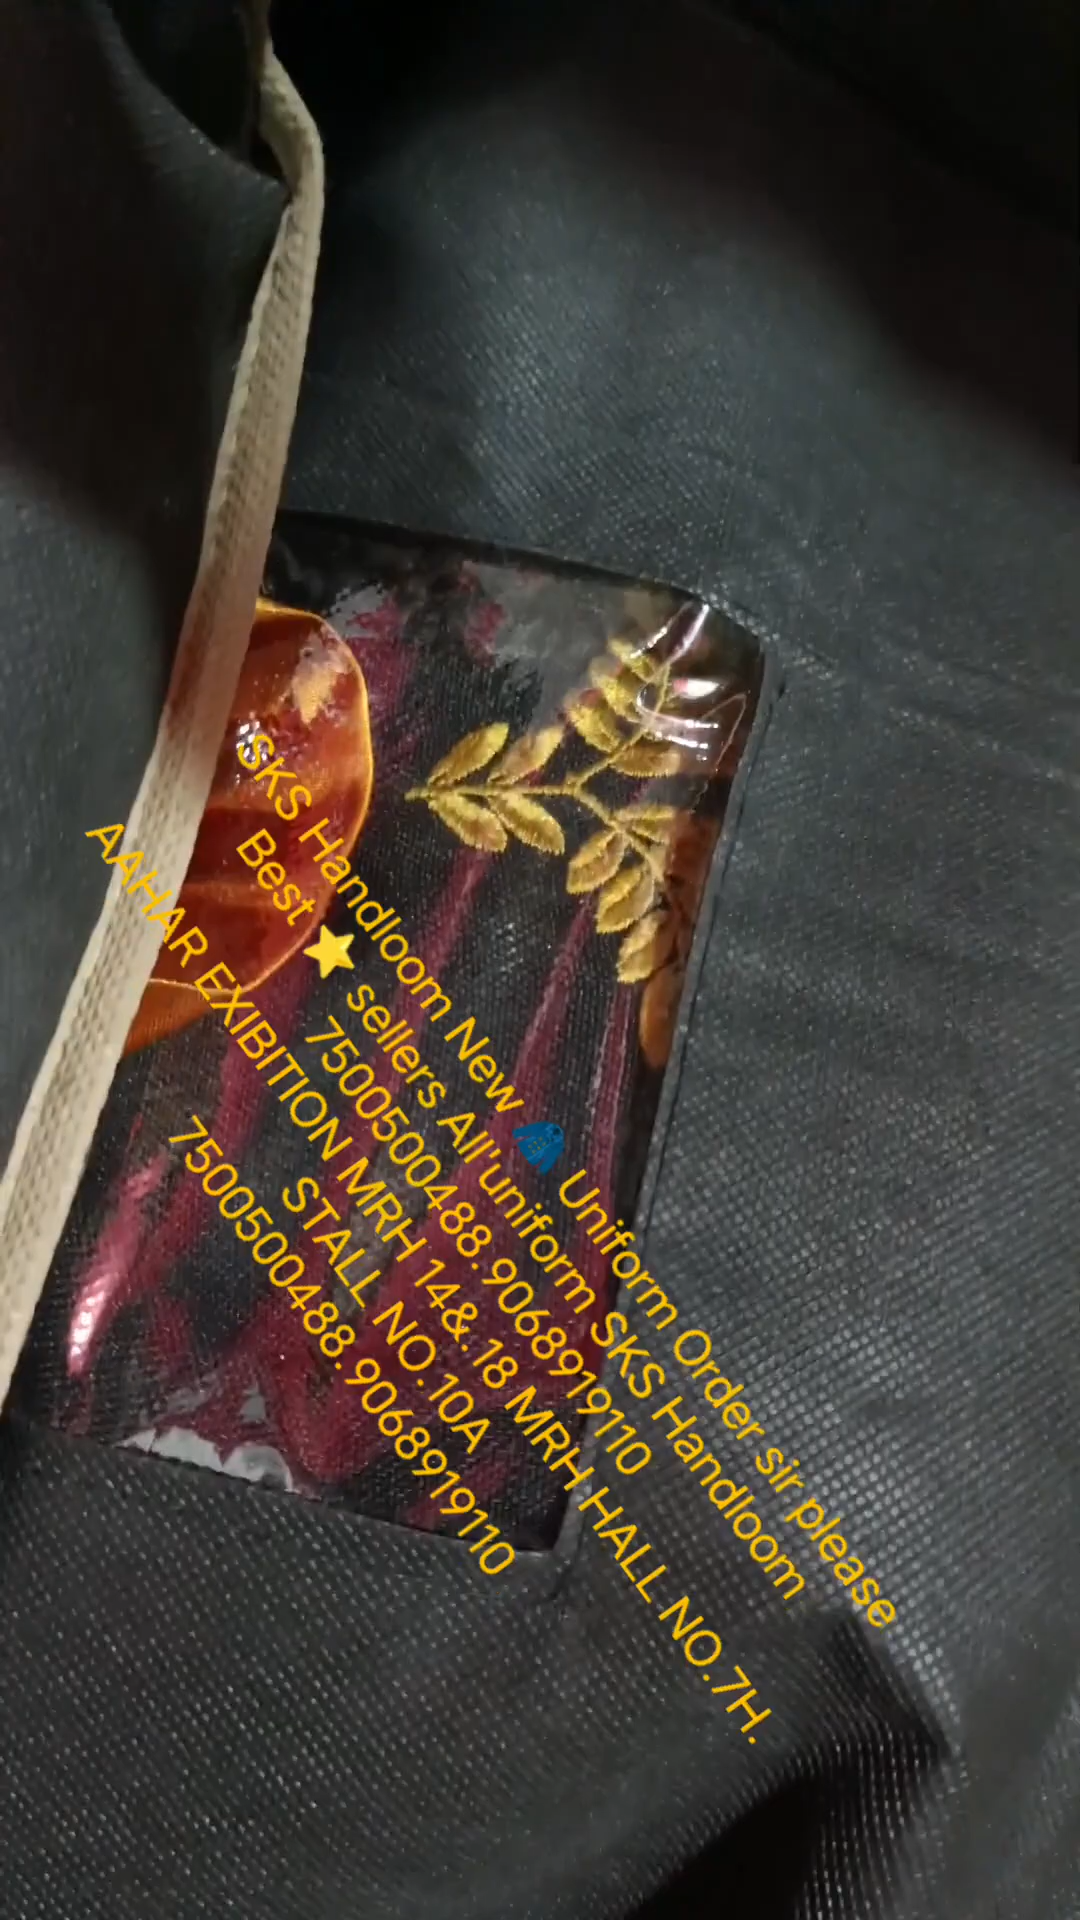 SKS Handloom New 🧥 Uniform Order sir please
Best ⭐ sellers All'uniform SKS Handloom
7500500488.9068919110
AAHAR EXIBITION MRH 14&.18 MRH HALL NO.7H.
STALL NO.10A
7500500488.9068919110